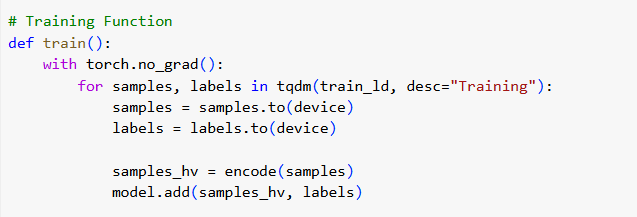 # Training Function
def train():
    with torch.no_grad():
        for samples, labels in tqdm(train_ld, desc="Training"):
            samples = samples.to(device)
            labels = labels.to(device)

            samples_hv = encode(samples)
            model.add(samples_hv, labels)